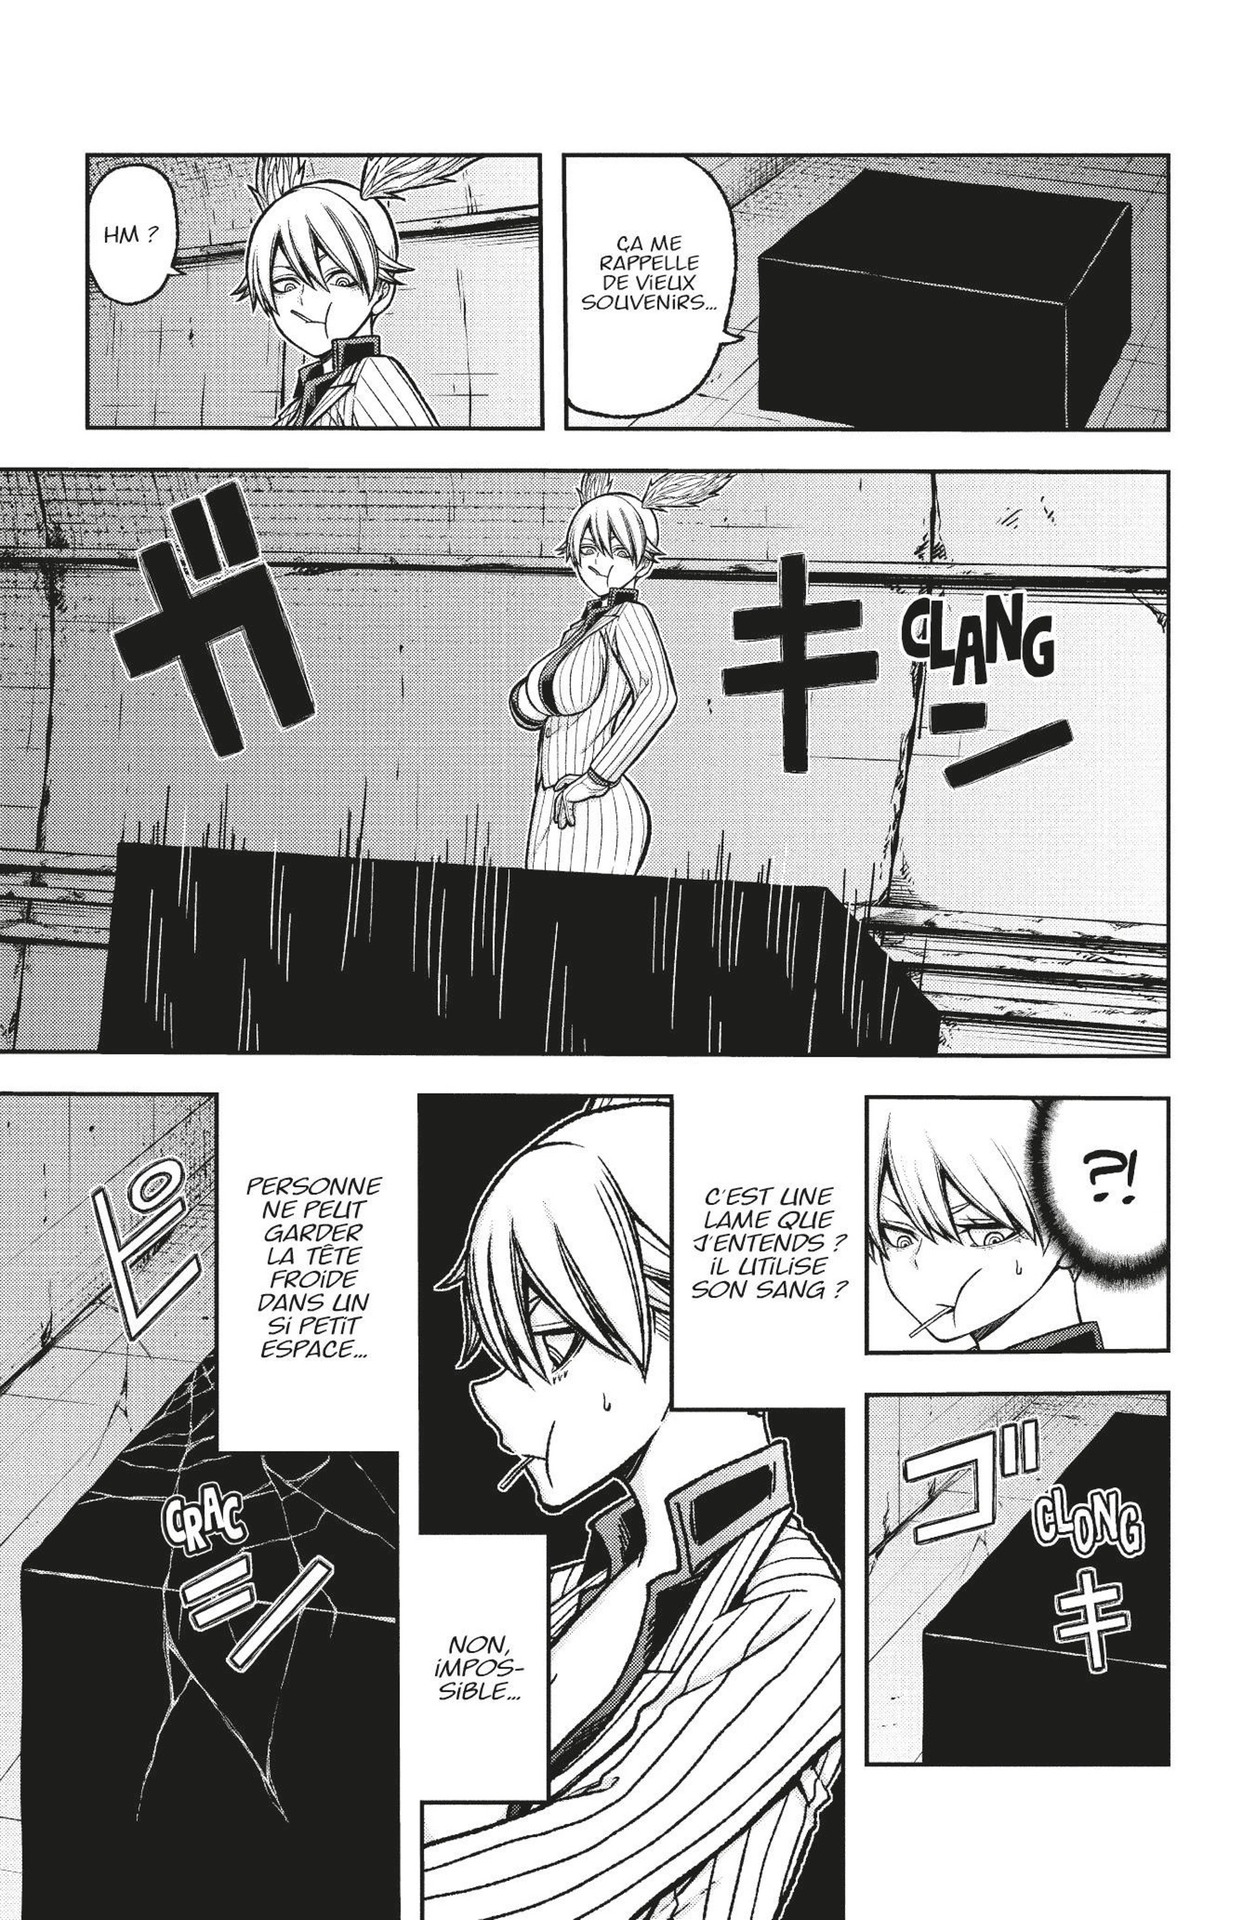 ÇA ME
RAPPELLE
DE VIEUX
SOUVENIRS...
HM ?
ガキン
CLANG
?!
ゴキ
CLONG
C'EST UNE
LAME QUE
J'ENTENDS ?
IL UTILISE
SON SANG ?
NON,
IMPOS-
SIBLE...
PERSONNE
NE PEUT
GARDER
LA TÊTE
FROIDE
DANS UN
SI PETIT
ESPACE...
ピシ
CRAC